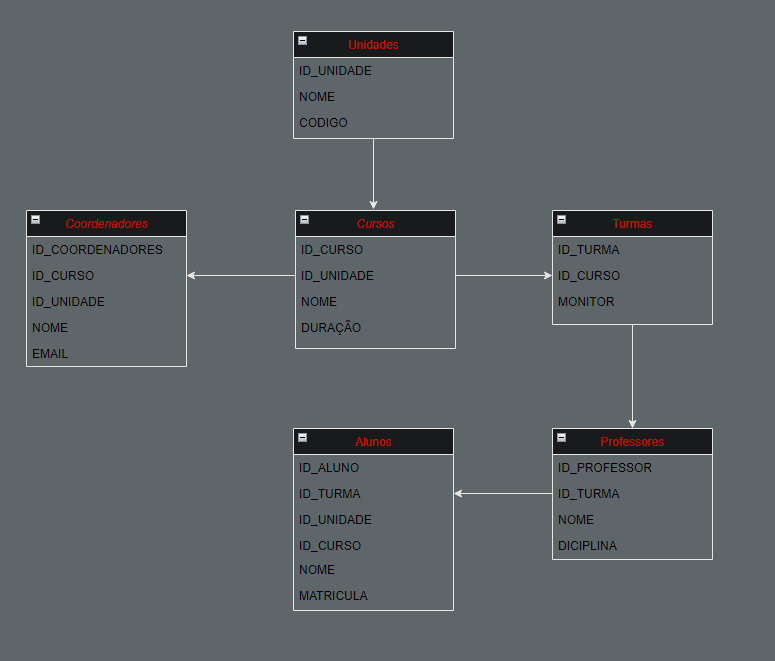 Unidades
ID_UNIDADE
NOME
CODIGO
Coordenadores
ID_COORDENADORES
ID_CURSO
ID_UNIDADE
NOME
EMAIL
Cursos
ID_CURSO
ID_UNIDADE
NOME
DURAÇÃO
Turmas
ID_TURMA
ID_CURSO
MONITOR
Alunos
ID_ALUNO
ID_TURMA
ID_UNIDADE
ID_CURSO
NOME
MATRICULA
Professores
ID_PROFESSOR
ID_TURMA
NOME
DICIPLINA